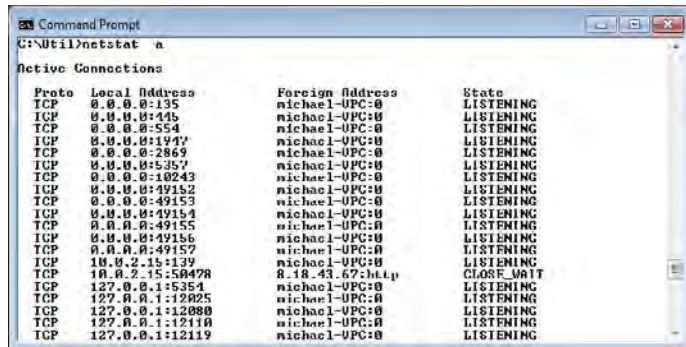 Command Prompt
C:\Util>netstat -a
Active Connections
Proto Local Address Foreign Address State
TCP 0.0.0.0:135 michael-VPC:0 LISTENING
TCP 0.0.0.0:445 michael-VPC:0 LISTENING
TCP 0.0.0.0:554 michael-VPC:0 LISTENING
TCP 0.0.0.0:1947 michael-VPC:0 LISTENING
TCP 0.0.0.0:2869 michael-VPC:0 LISTENING
TCP 0.0.0.0:5357 michael-VPC:0 LISTENING
TCP 0.0.0.0:10243 michael-VPC:0 LISTENING
TCP 0.0.0.0:49152 michael-VPC:0 LISTENING
TCP 0.0.0.0:49153 michael-VPC:0 LISTENING
TCP 0.0.0.0:49154 michael-VPC:0 LISTENING
TCP 0.0.0.0:49155 michael-VPC:0 LISTENING
TCP 0.0.0.0:49156 michael-VPC:0 LISTENING
TCP 0.0.0.0:49157 michael-VPC:0 LISTENING
TCP 10.0.2.15:139 michael-VPC:0 LISTENING
TCP 10.0.2.15:50478 8.18.43.67:http CLOSE_WAIT
TCP 127.0.0.1:5354 michael-VPC:0 LISTENING
TCP 127.0.0.1:12025 michael-VPC:0 LISTENING
TCP 127.0.0.1:12080 michael-VPC:0 LISTENING
TCP 127.0.0.1:12110 michael-VPC:0 LISTENING
TCP 127.0.0.1:12119 michael-VPC:0 LISTENING